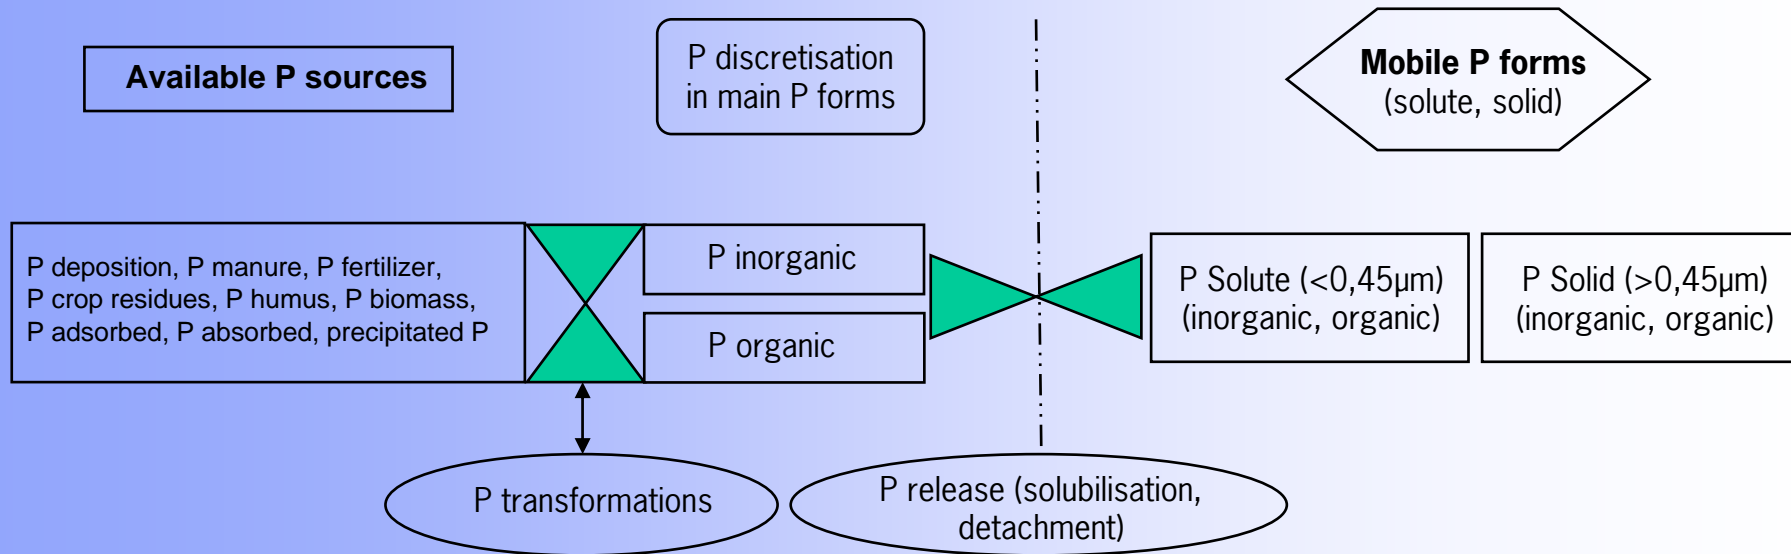 Available P sources
P discretisation
in main P forms
Mobile P forms
(solute, solid)
P deposition, P manure, P fertilizer,
P crop residues, P humus, P biomass,
P adsorbed, P absorbed, precipitated P
P inorganic
P organic
P Solute (<0,45µm)
(inorganic, organic)
P Solid (>0,45µm)
(inorganic, organic)
P transformations
P release (solubilisation,
detachment)